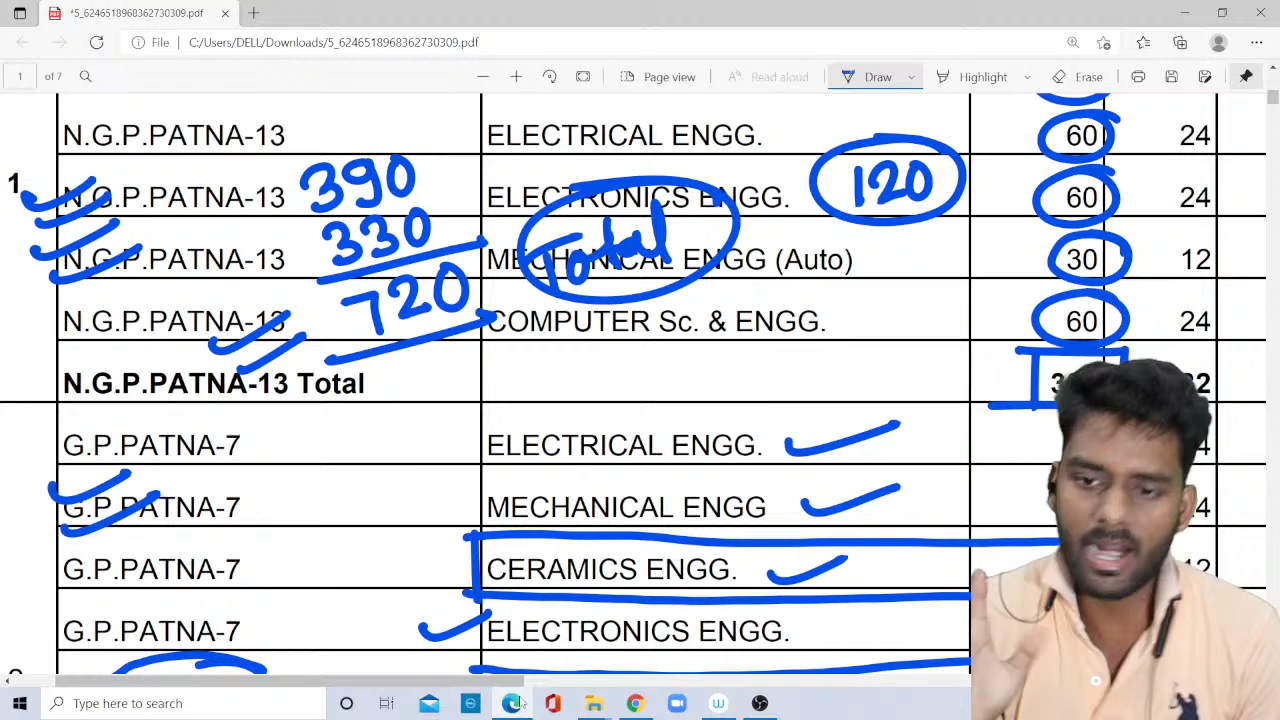 *5_6246518968362730309.pdf
File C:/Users/DELL/Downloads/5_6246518968362730309.pdf
1 of 7 Page view Read aloud Draw Highlight Erase
N.G.P.PATNA-13 ELECTRICAL ENGG. 60 24
1 N.G.P.PATNA-13 ELECTRONICS ENGG. 60 24
390 120
330 Total
N.G.P.PATNA-13 MECHANICAL ENGG (Auto) 30 12
720
N.G.P.PATNA-13 COMPUTER Sc. & ENGG. 60 24
N.G.P.PATNA-13 Total
G.P.PATNA-7 ELECTRICAL ENGG.
G.P.PATNA-7 MECHANICAL ENGG
G.P.PATNA-7 CERAMICS ENGG. 12
G.P.PATNA-7 ELECTRONICS ENGG.
Type here to search